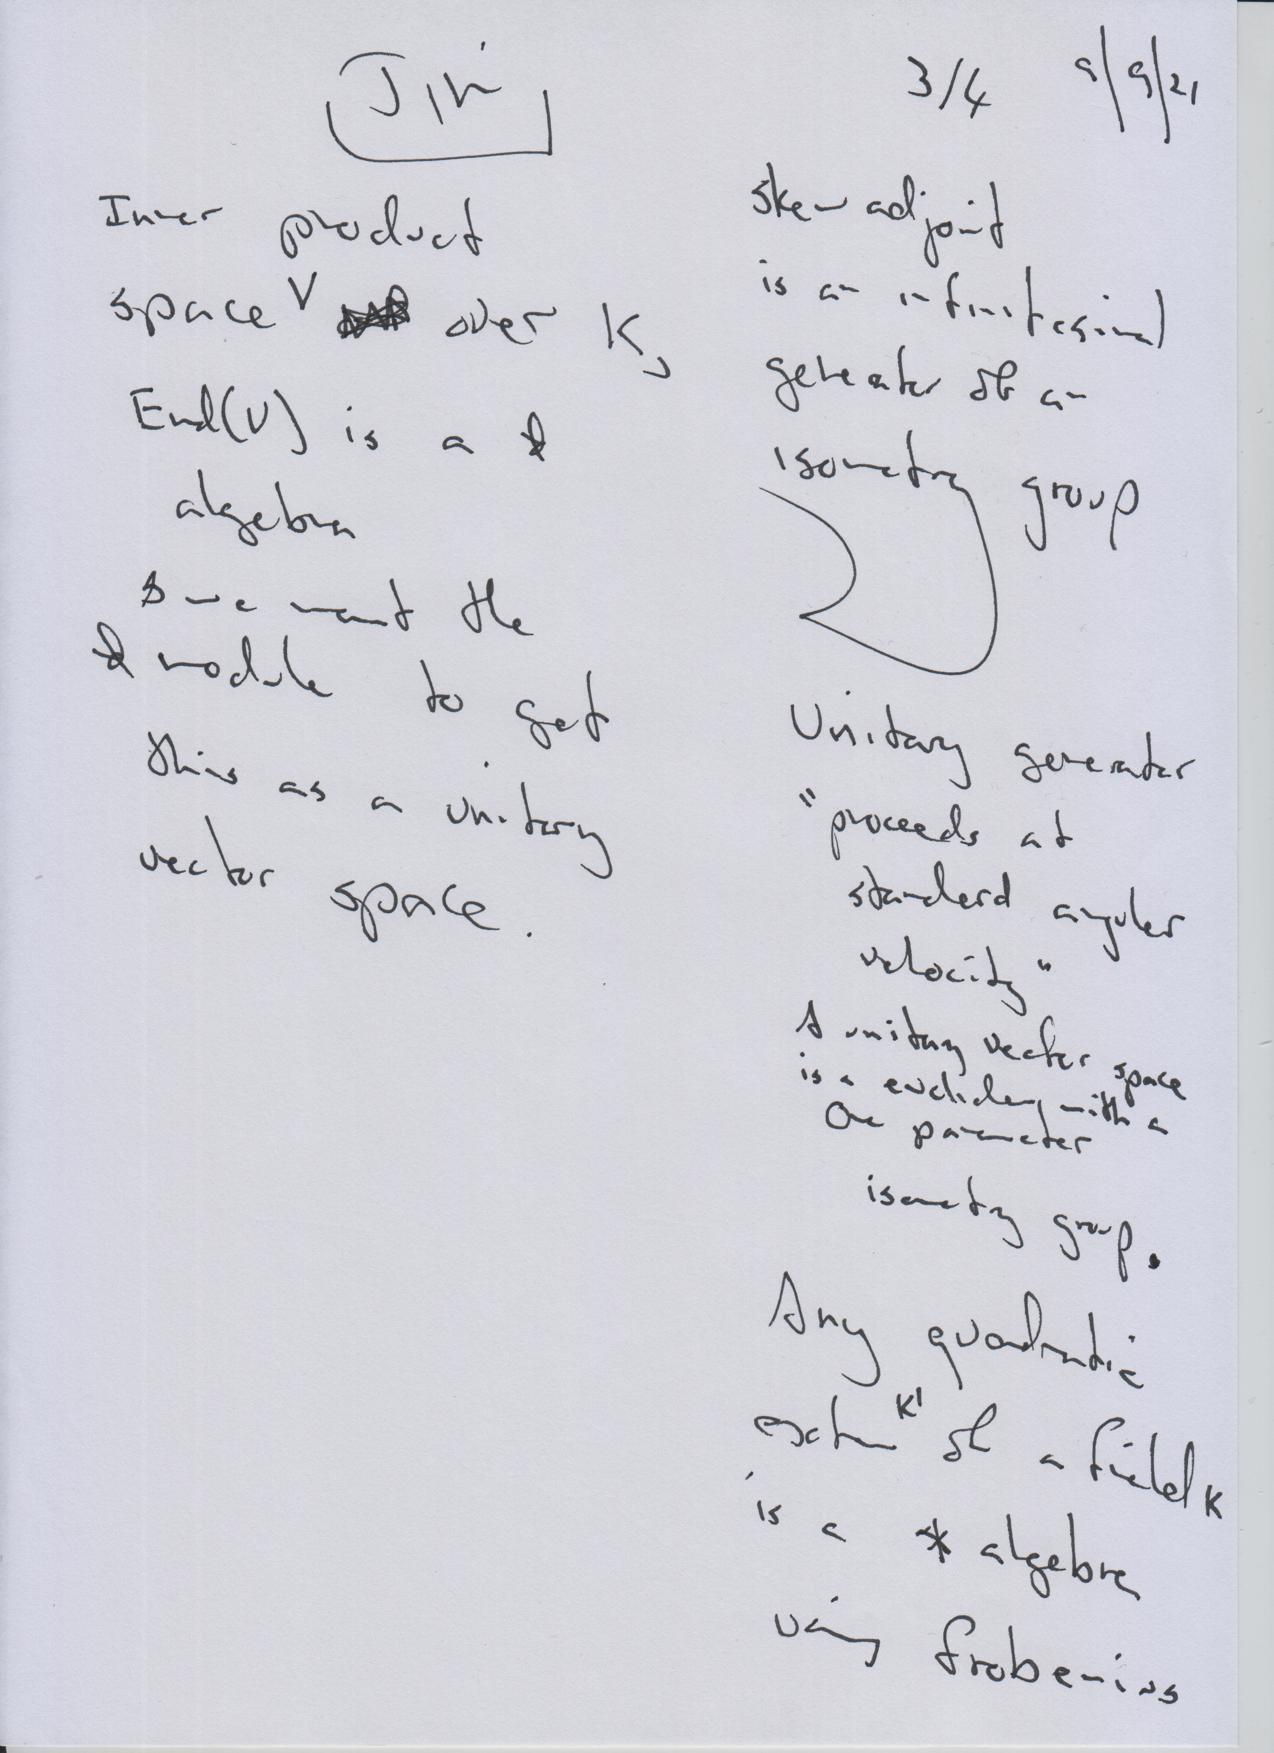 Jim
3/4 9/9/21
Inner product
space V over K,
End(V) is a *
algebra
& we want the
* module to get
this as a unitary
vector space.
Skew adjoint
is an infinitesimal
generator of an
isometry group
Unitary generator
"proceeds at
standard angular
velocity"
A unitary vector space
is a euclidean with a
One parameter
isometry group.
Any quadratic
extn K' of a field K
is a * algebra
using frobenius